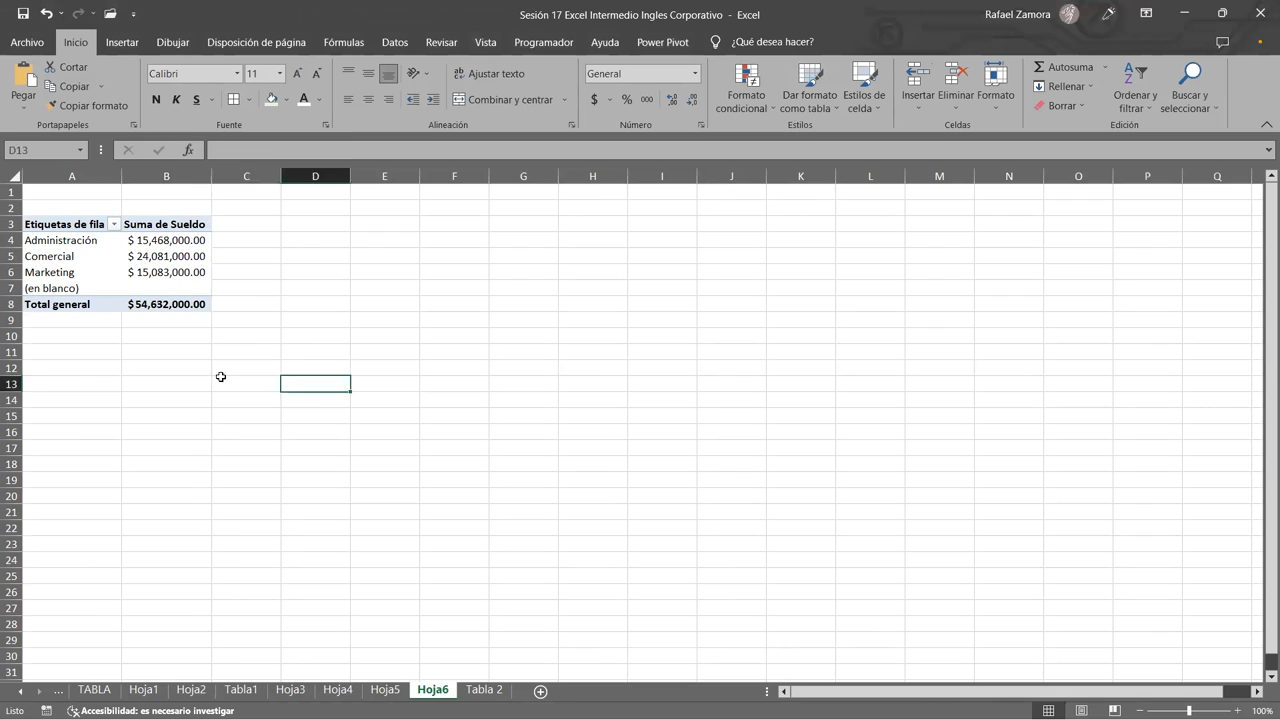 Sesión 17 Excel Intermedio Ingles Corporativo - Excel
Rafael Zamora
Archivo Inicio Insertar Dibujar Disposición de página Fórmulas Datos Revisar Vista Programador Ayuda Power Pivot ¿Qué desea hacer?
Pegar
Cortar
Copiar
Copiar formato
Portapapeles
Calibri 11
N K S
Fuente
Ajustar texto
Combinar y centrar
Alineación
General
$ % 000
Número
Formato condicional
Dar formato como tabla
Estilos de celda
Estilos
Insertar Eliminar Formato
Celdas
Autosuma
Rellenar
Borrar
Ordenar y filtrar
Buscar y seleccionar
Edición
D13
fx
A B C D E F G H I J K L M N O P Q
1
2
3 Etiquetas de fila Suma de Sueldo
4 Administración $ 15,468,000.00
5 Comercial $ 24,081,000.00
6 Marketing $ 15,083,000.00
7 (en blanco)
8 Total general $54,632,000.00
9
10
11
12
13
14
15
16
17
18
19
20
21
22
23
24
25
26
27
28
29
30
31
... TABLA Hoja1 Hoja2 Tabla1 Hoja3 Hoja4 Hoja5 Hoja6 Tabla 2
Listo Accesibilidad: es necesario investigar 100%